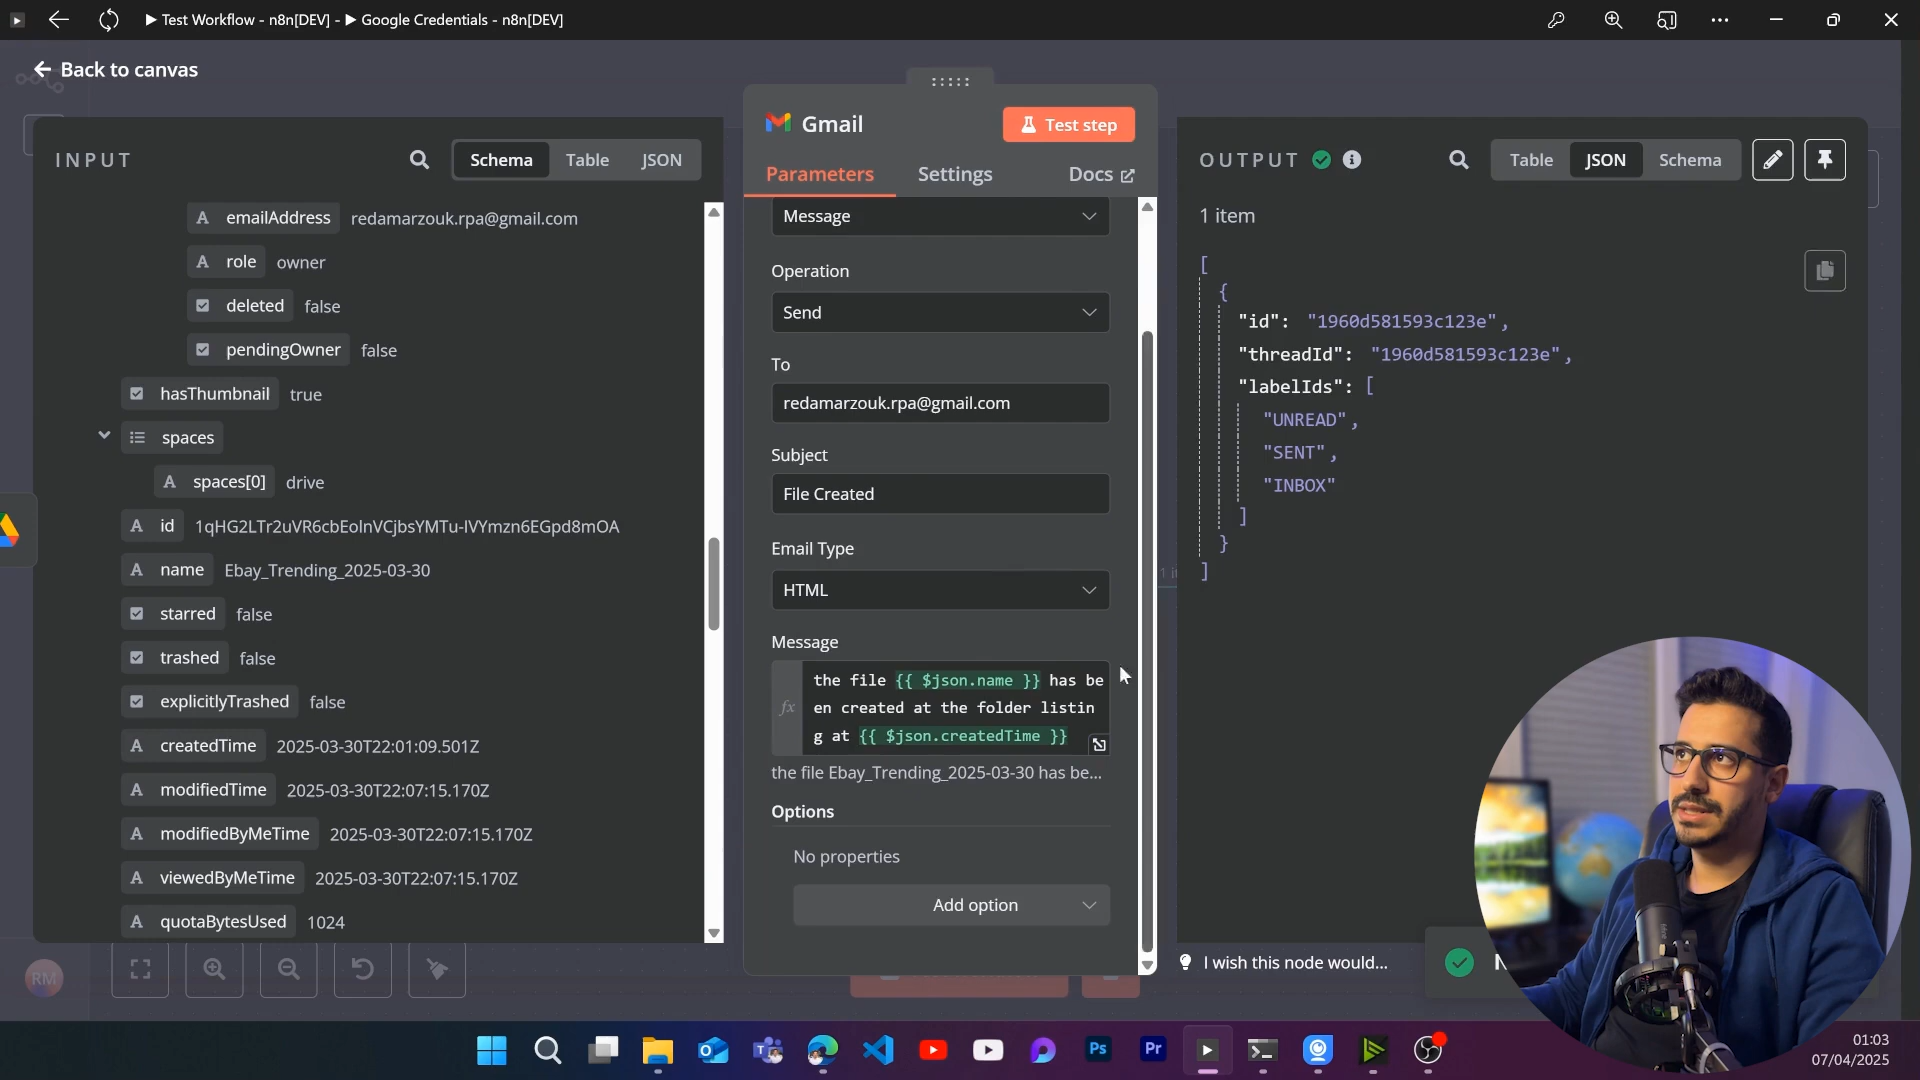 ▶ Test Workflow - n8n[DEV] - ▶ Google Credentials - n8n[DEV]
Back to canvas
INPUT
Schema
Table
JSON
A emailAddress redamarzouk.rpa@gmail.com
A role owner
deleted false
pendingOwner false
hasThumbnail true
spaces
A spaces[0] drive
A id 1qHG2LTr2uVR6cbEolnVCjbsYMTu-IVYmzn6EGpd8mOA
A name Ebay_Trending_2025-03-30
starred false
trashed false
explicitlyTrashed false
A createdTime 2025-03-30T22:01:09.501Z
A modifiedTime 2025-03-30T22:07:15.170Z
A modifiedByMeTime 2025-03-30T22:07:15.170Z
A viewedByMeTime 2025-03-30T22:07:15.170Z
A quotaBytesUsed 1024
RM
Gmail
Test step
Parameters
Settings
Docs
Message
Operation
Send
To
redamarzouk.rpa@gmail.com
Subject
File Created
Email Type
HTML
Message
fx
the file {{ $json.name }} has be
en created at the folder listin
g at {{ $json.createdTime }}
the file Ebay_Trending_2025-03-30 has be...
Options
No properties
Add option
OUTPUT
Table
JSON
Schema
1 item
[
{
"id": "1960d581593c123e",
"threadId": "1960d581593c123e",
"labelIds": [
"UNREAD",
"SENT",
"INBOX"
]
}
]
I wish this node would...
Ps
Pr
01:03
07/04/2025